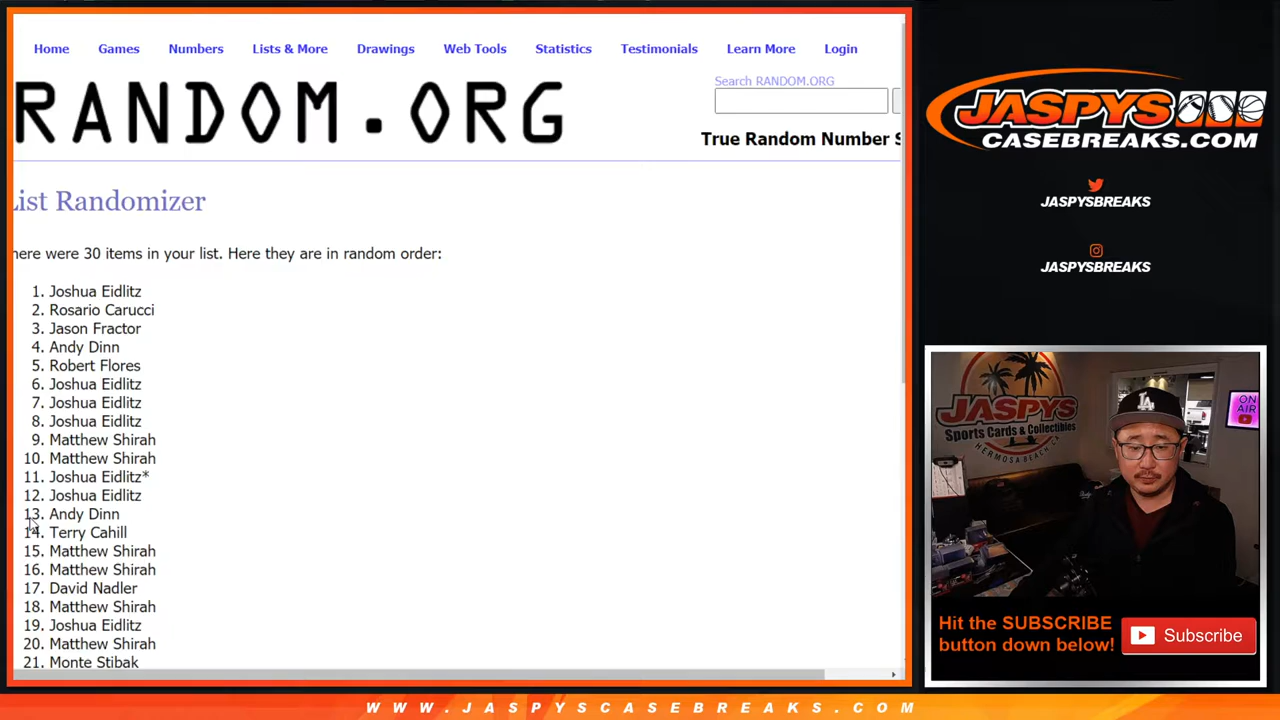 Home Games Numbers Lists & More Drawings Web Tools Statistics Testimonials Learn More Login
RANDOM.ORG
Search RANDOM.ORG
True Random Number S
List Randomizer
here were 30 items in your list. Here they are in random order:
1. Joshua Eidlitz
2. Rosario Carucci
3. Jason Fractor
4. Andy Dinn
5. Robert Flores
6. Joshua Eidlitz
7. Joshua Eidlitz
8. Joshua Eidlitz
9. Matthew Shirah
10. Matthew Shirah
11. Joshua Eidlitz*
12. Joshua Eidlitz
13. Andy Dinn
14. Terry Cahill
15. Matthew Shirah
16. Matthew Shirah
17. David Nadler
18. Matthew Shirah
19. Joshua Eidlitz
20. Matthew Shirah
21. Monte Stibak
JASPYS
CASEBREAKS.COM
JASPYSBREAKS
JASPYSBREAKS
JASPYS
Sports Cards & Collectibles
HERMOSA BEACH, CA
ON
AIR
Hit the SUBSCRIBE
button down below!
Subscribe
WWW.JASPYSCASEBREAKS.COM